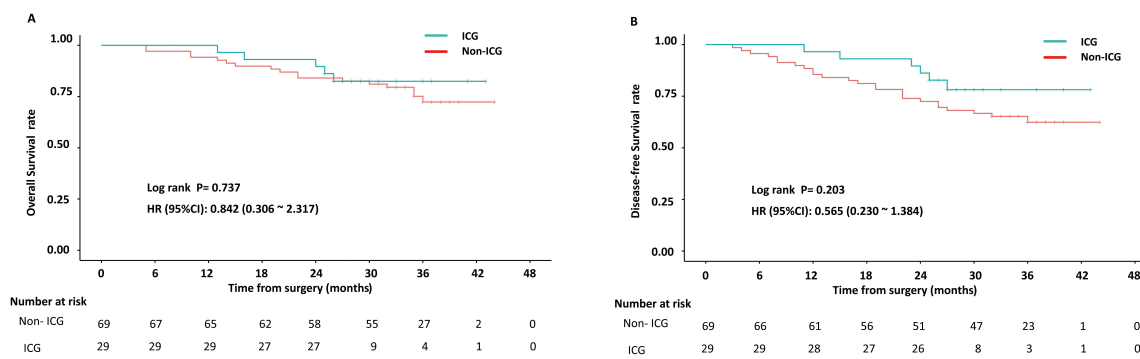 A
1.00
0.75
0.50
0.25
0.00
Overall Survival rate
ICG
Non-ICG
Log rank P= 0.737
HR (95%CI): 0.842 (0.306 ~ 2.317)
0 6 12 18 24 30 36 42 48
Time from surgery (months)
Number at risk
Non- ICG 69 67 65 62 58 55 27 2 0
ICG 29 29 29 27 27 9 4 1 0
B
1.00
0.75
0.50
0.25
0.00
Disease-free Survival rate
ICG
Non-ICG
Log rank P= 0.203
HR (95%CI): 0.565 (0.230 ~ 1.384)
0 6 12 18 24 30 36 42 48
Time from surgery (months)
Number at risk
Non- ICG 69 66 61 56 51 47 23 1 0
ICG 29 29 28 27 26 8 3 1 0